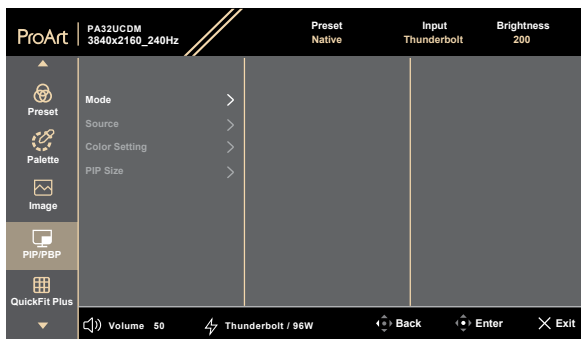 ProArt
PA32UCDM
3840x2160_240Hz
Preset
Native
Input
Thunderbolt
Brightness
200
Preset
Palette
Image
PIP/PBP
QuickFit Plus
Mode
Source
Color Setting
PIP Size
Volume 50
Thunderbolt / 96W
Back
Enter
Exit